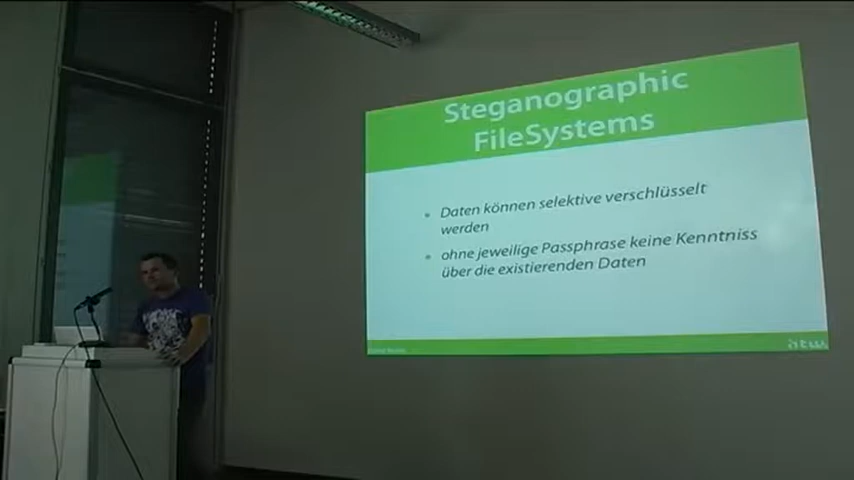 Steganographic
FileSystems
Daten können selektive verschlüsselt
werden
ohne jeweilige Passphrase keine Kenntniss
über die existierenden Daten